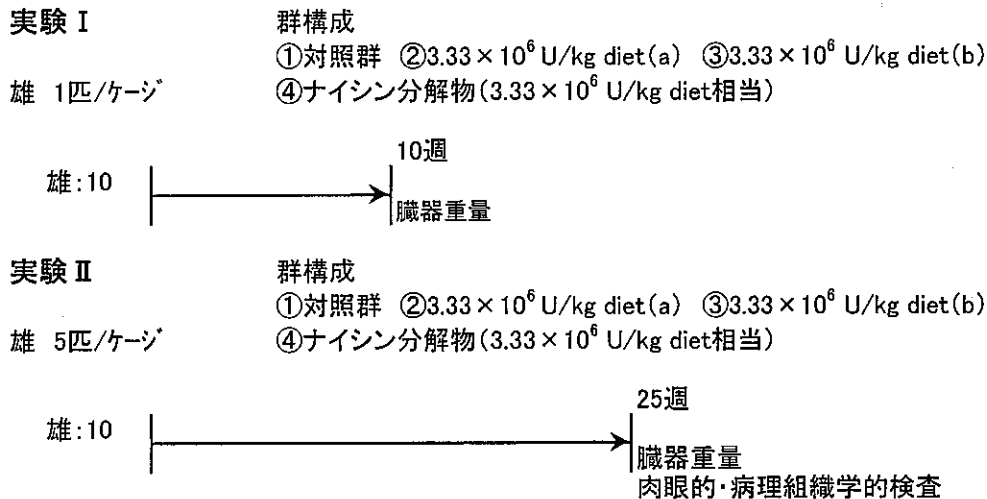 実験Ⅰ 群構成
①対照群 ②3.33×10⁶ U/kg diet(a) ③3.33×10⁶ U/kg diet(b)
雄 1匹/ケージ ④ナイシン分解物(3.33×10⁶ U/kg diet相当)
10週
雄:10
臓器重量
実験Ⅱ 群構成
①対照群 ②3.33×10⁶ U/kg diet(a) ③3.33×10⁶ U/kg diet(b)
雄 5匹/ケージ ④ナイシン分解物(3.33×10⁶ U/kg diet相当)
25週
雄:10
臓器重量
肉眼的・病理組織学的検査